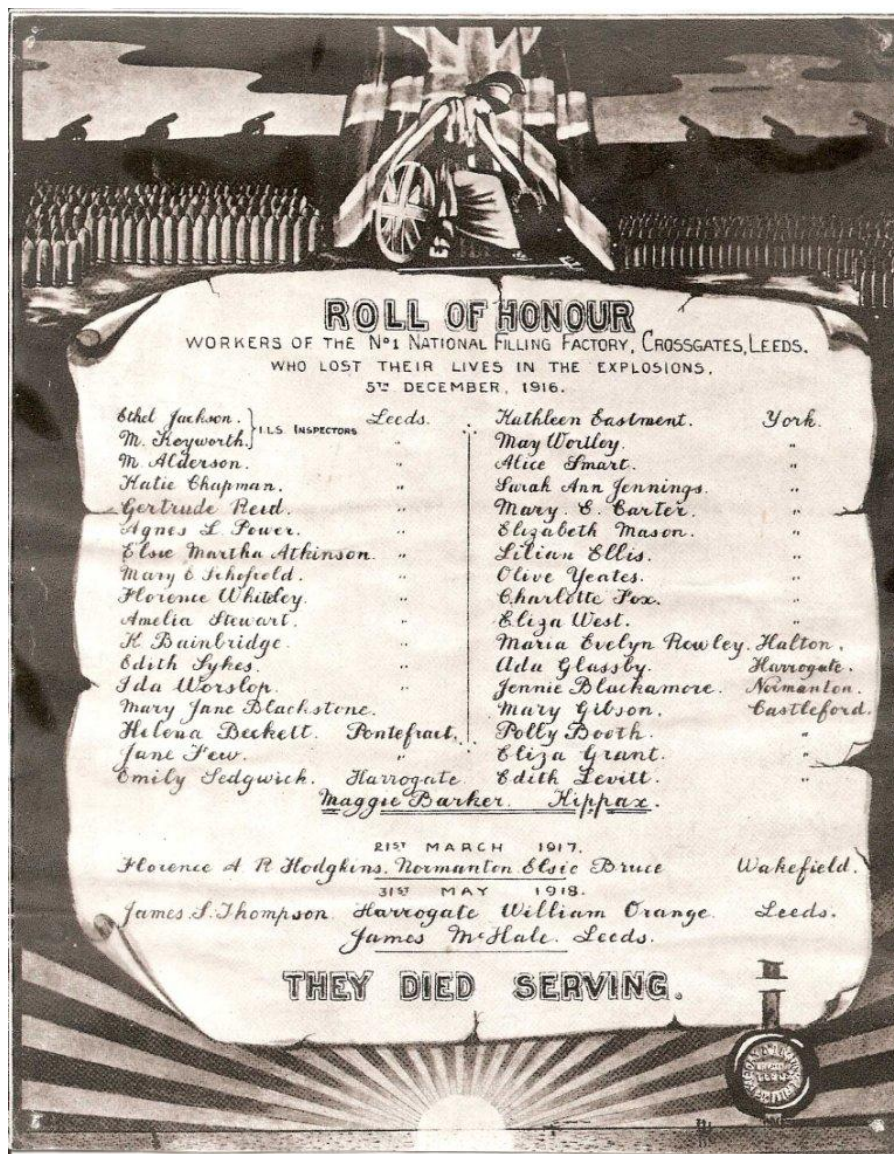 ROLL OF HONOUR
WORKERS OF THE No1 NATIONAL FILLING FACTORY, CROSSGATES, LEEDS.
WHO LOST THEIR LIVES IN THE EXPLOSIONS,
5TH DECEMBER, 1916.
Ethel Jackson. } I.L.S. INSPECTORS Leeds.
M. Keyworth. "
M. Alderson. "
Katie Chapman. "
Gertrude Reid. "
Agnes L. Power. "
Elsie Martha Atkinson. "
Mary E Schofield. "
Florence Whiteley. "
Amelia Stewart. "
K Bainbridge. "
Edith Sykes. "
Ida Worslop. "
Mary Jane Blackstone.
Helena Beckett. Pontefract.
Jane Few. "
Emily Sedgwick. Harrogate
Kathleen Eastment. York.
May Wortley. "
Alice Smart. "
Sarah Ann Jennings. "
Mary. E. Carter. "
Elizabeth Mason. "
Lilian Ellis. "
Olive Yeates. "
Charlotte Fox. "
Eliza West. "
Maria Evelyn Rowley. Halton.
Ada Glassby. Harrogate.
Jennie Blackamore. Normanton.
Mary Gibson. Castleford.
Polly Booth. "
Eliza Grant. "
Edith Levitt. "
Maggie Barker. Kippax.
21ST MARCH 1917.
Florence A. R Hodgkins. Normanton. Elsie Bruce Wakefield.
31ST MAY 1918.
James S. Thompson. Harrogate William Orange. Leeds.
James McHale. Leeds.
THEY DIED SERVING.